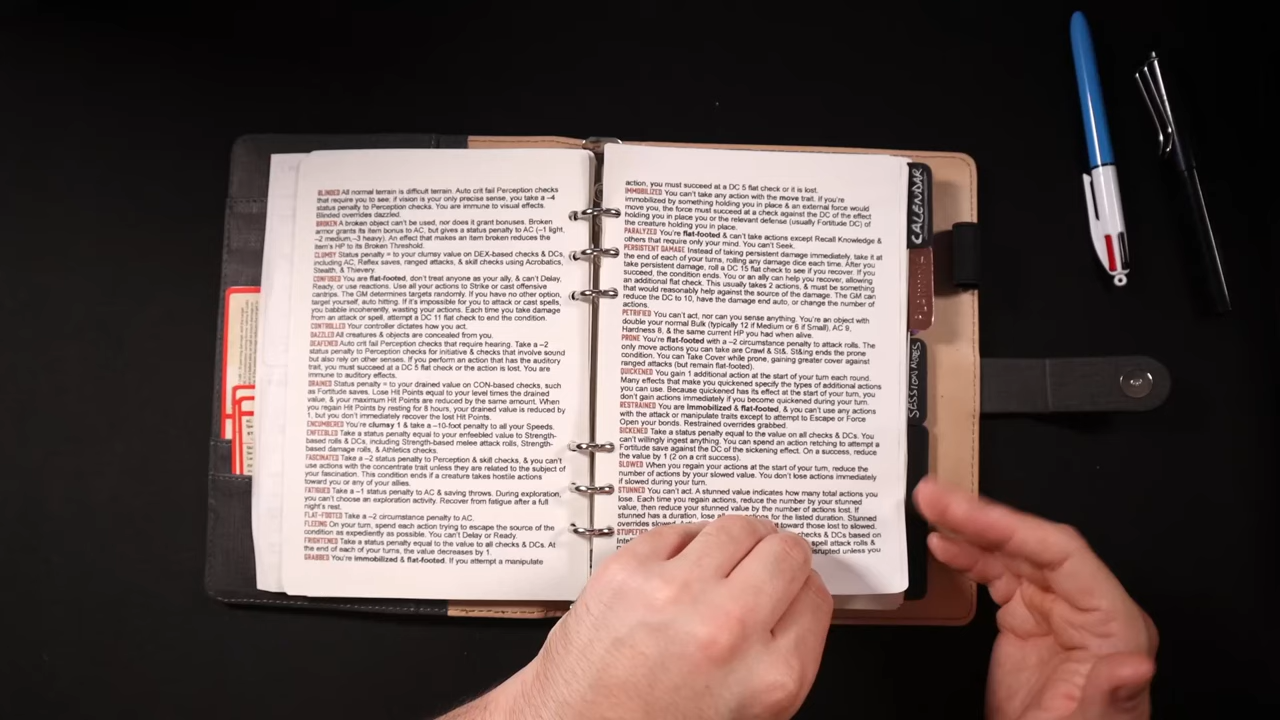 BLINDED All normal terrain is difficult terrain. Auto crit fail Perception checks
that require you to see; if vision is your only precise sense, you take a –4
status penalty to Perception checks. You are immune to visual effects.
Blinded overrides dazzled.
BROKEN A broken object can't be used, nor does it grant bonuses. Broken
armor grants its item bonus to AC, but gives a status penalty to AC (–1 light,
–2 medium,–3 heavy). An effect that makes an item broken reduces the
item's HP to its Broken Threshold.
CLUMSY Status penalty = to your clumsy value on DEX-based checks & DCs,
including AC, Reflex saves, ranged attacks, & skill checks using Acrobatics,
Stealth, & Thievery.
CONFUSED You are flat-footed, don't treat anyone as your ally, & can't Delay,
Ready, or use reactions. Use all your actions to Strike or cast offensive
cantrips. The GM determines targets randomly. If you have no other option,
target yourself, auto hitting. If it's impossible for you to attack or cast spells,
you babble incoherently, wasting your actions. Each time you take damage
from an attack or spell, attempt a DC 11 flat check to end the condition.
CONTROLLED Your controller dictates how you act.
DAZZLED All creatures & objects are concealed from you.
DEAFENED Auto crit fail Perception checks that require hearing. Take a –2
status penalty to Perception checks for initiative & checks that involve sound
but also rely on other senses. If you perform an action that has the auditory
trait, you must succeed at a DC 5 flat check or the action is lost. You are
immune to auditory effects.
DRAINED Status penalty = to your drained value on CON-based checks, such
as Fortitude saves. Lose Hit Points equal to your level times the drained
value, & your maximum Hit Points are reduced by the same amount. When
you regain Hit Points by resting for 8 hours, your drained value is reduced by
1, but you don't immediately recover the lost Hit Points.
ENCUMBERED You're clumsy 1 & take a –10-foot penalty to all your Speeds.
ENFEEBLED Take a status penalty equal to your enfeebled value to Strength-
based rolls & DCs, including Strength-based melee attack rolls, Strength-
based damage rolls, & Athletics checks.
FASCINATED Take a –2 status penalty to Perception & skill checks, & you can't
use actions with the concentrate trait unless they are related to the subject of
your fascination. This condition ends if a creature takes hostile actions
toward you or any of your allies.
FATIGUED Take a –1 status penalty to AC & saving throws. During exploration,
you can't choose an exploration activity. Recover from fatigue after a full
night's rest.
FLAT-FOOTED Take a –2 circumstance penalty to AC.
FLEEING On your turn, spend each action trying to escape the source of the
condition as expediently as possible. You can't Delay or Ready.
FRIGHTENED Take a status penalty equal to the value to all checks & DCs. At
the end of each of your turns, the value decreases by 1.
GRABBED You're immobilized & flat-footed. If you attempt a manipulate
action, you must succeed at a DC 5 flat check or it is lost.
IMMOBILIZED You can't take any action with the move trait. If you're
immobilized by something holding you in place & an external force would
move you, the force must succeed at a check against the DC of the effect
holding you in place or the relevant defense (usually Fortitude DC) of
the creature holding you in place.
PARALYZED You're flat-footed & can't take actions except Recall Knowledge &
others that require only your mind. You can't Seek.
PERSISTENT DAMAGE Instead of taking persistent damage immediately, take it at
the end of each of your turns, rolling any damage dice each time. After you
take persistent damage, roll a DC 15 flat check to see if you recover. If you
succeed, the condition ends. You or an ally can help you recover, allowing
an additional flat check. This usually takes 2 actions, & must be something
that would reasonably help against the source of the damage. The GM can
reduce the DC to 10, have the damage end auto, or change the number of
actions.
PETRIFIED You can't act, nor can you sense anything. You're an object with
double your normal Bulk (typically 12 if Medium or 6 if Small), AC 9,
Hardness 8, & the same current HP you had when alive.
PRONE You're flat-footed with a –2 circumstance penalty to attack rolls. The
only move actions you can take are Crawl & St&. St&ing ends the prone
condition. You can Take Cover while prone, gaining greater cover against
ranged attacks (but remain flat-footed).
QUICKENED You gain 1 additional action at the start of your turn each round.
Many effects that make you quickened specify the types of additional actions
you can use. Because quickened has its effect at the start of your turn, you
don't gain actions immediately if you become quickened during your turn.
RESTRAINED You are immobilized & flat-footed, & you can't use any actions
with the attack or manipulate traits except to attempt to Escape or Force
Open your bonds. Restrained overrides grabbed.
SICKENED Take a status penalty equal to the value on all checks & DCs. You
can't willingly ingest anything. You can spend an action retching to attempt a
Fortitude save against the DC of the sickening effect. On a success, reduce
the value by 1 (2 on a crit success).
SLOWED When you regain your actions at the start of your turn, reduce the
number of actions by your slowed value. You don't lose actions immediately
if slowed during your turn.
STUNNED You can't act. A stunned value indicates how many total actions you
lose. Each time you regain actions, reduce the number by your stunned
value, then reduce your stunned value by the number of actions lost. If
stunned has a duration, lose all actions for the listed duration. Stunned
overrides slowed. toward those lost to slowed.
checks & DCs based on
spell attack rolls &
disrupted unless you
CALENDAR
SESSION NOTES